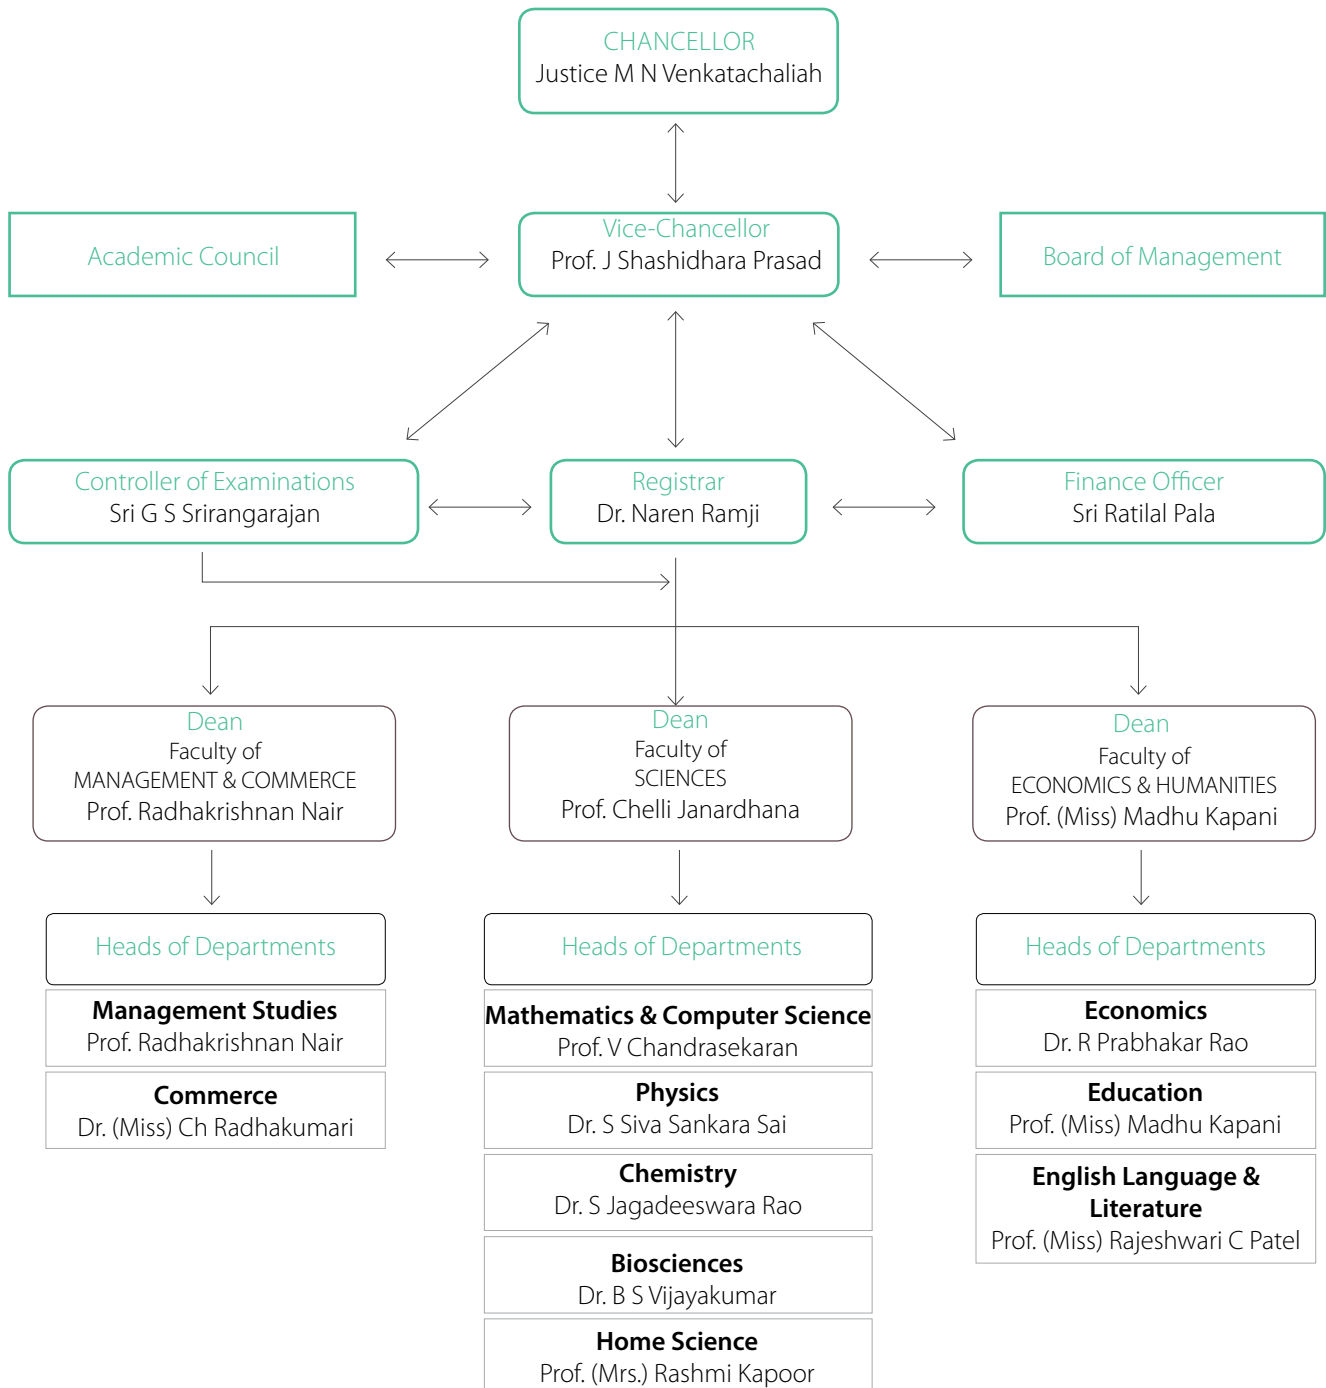 CHANCELLOR
Justice M N Venkatachaliah
Academic Council
Vice-Chancellor
Prof. J Shashidhara Prasad
Board of Management
Controller of Examinations
Sri G S Srirangarajan
Registrar
Dr. Naren Ramji
Finance Officer
Sri Ratilal Pala
Dean
Faculty of
MANAGEMENT & COMMERCE
Prof. Radhakrishnan Nair
Dean
Faculty of
SCIENCES
Prof. Chelli Janardhana
Dean
Faculty of
ECONOMICS & HUMANITIES
Prof. (Miss) Madhu Kapani
Heads of Departments
Management Studies
Prof. Radhakrishnan Nair
Commerce
Dr. (Miss) Ch Radhakumari
Heads of Departments
Mathematics & Computer Science
Prof. V Chandrasekaran
Physics
Dr. S Siva Sankara Sai
Chemistry
Dr. S Jagadeeswara Rao
Biosciences
Dr. B S Vijayakumar
Home Science
Prof. (Mrs.) Rashmi Kapoor
Heads of Departments
Economics
Dr. R Prabhakar Rao
Education
Prof. (Miss) Madhu Kapani
English Language &
Literature
Prof. (Miss) Rajeshwari C Patel